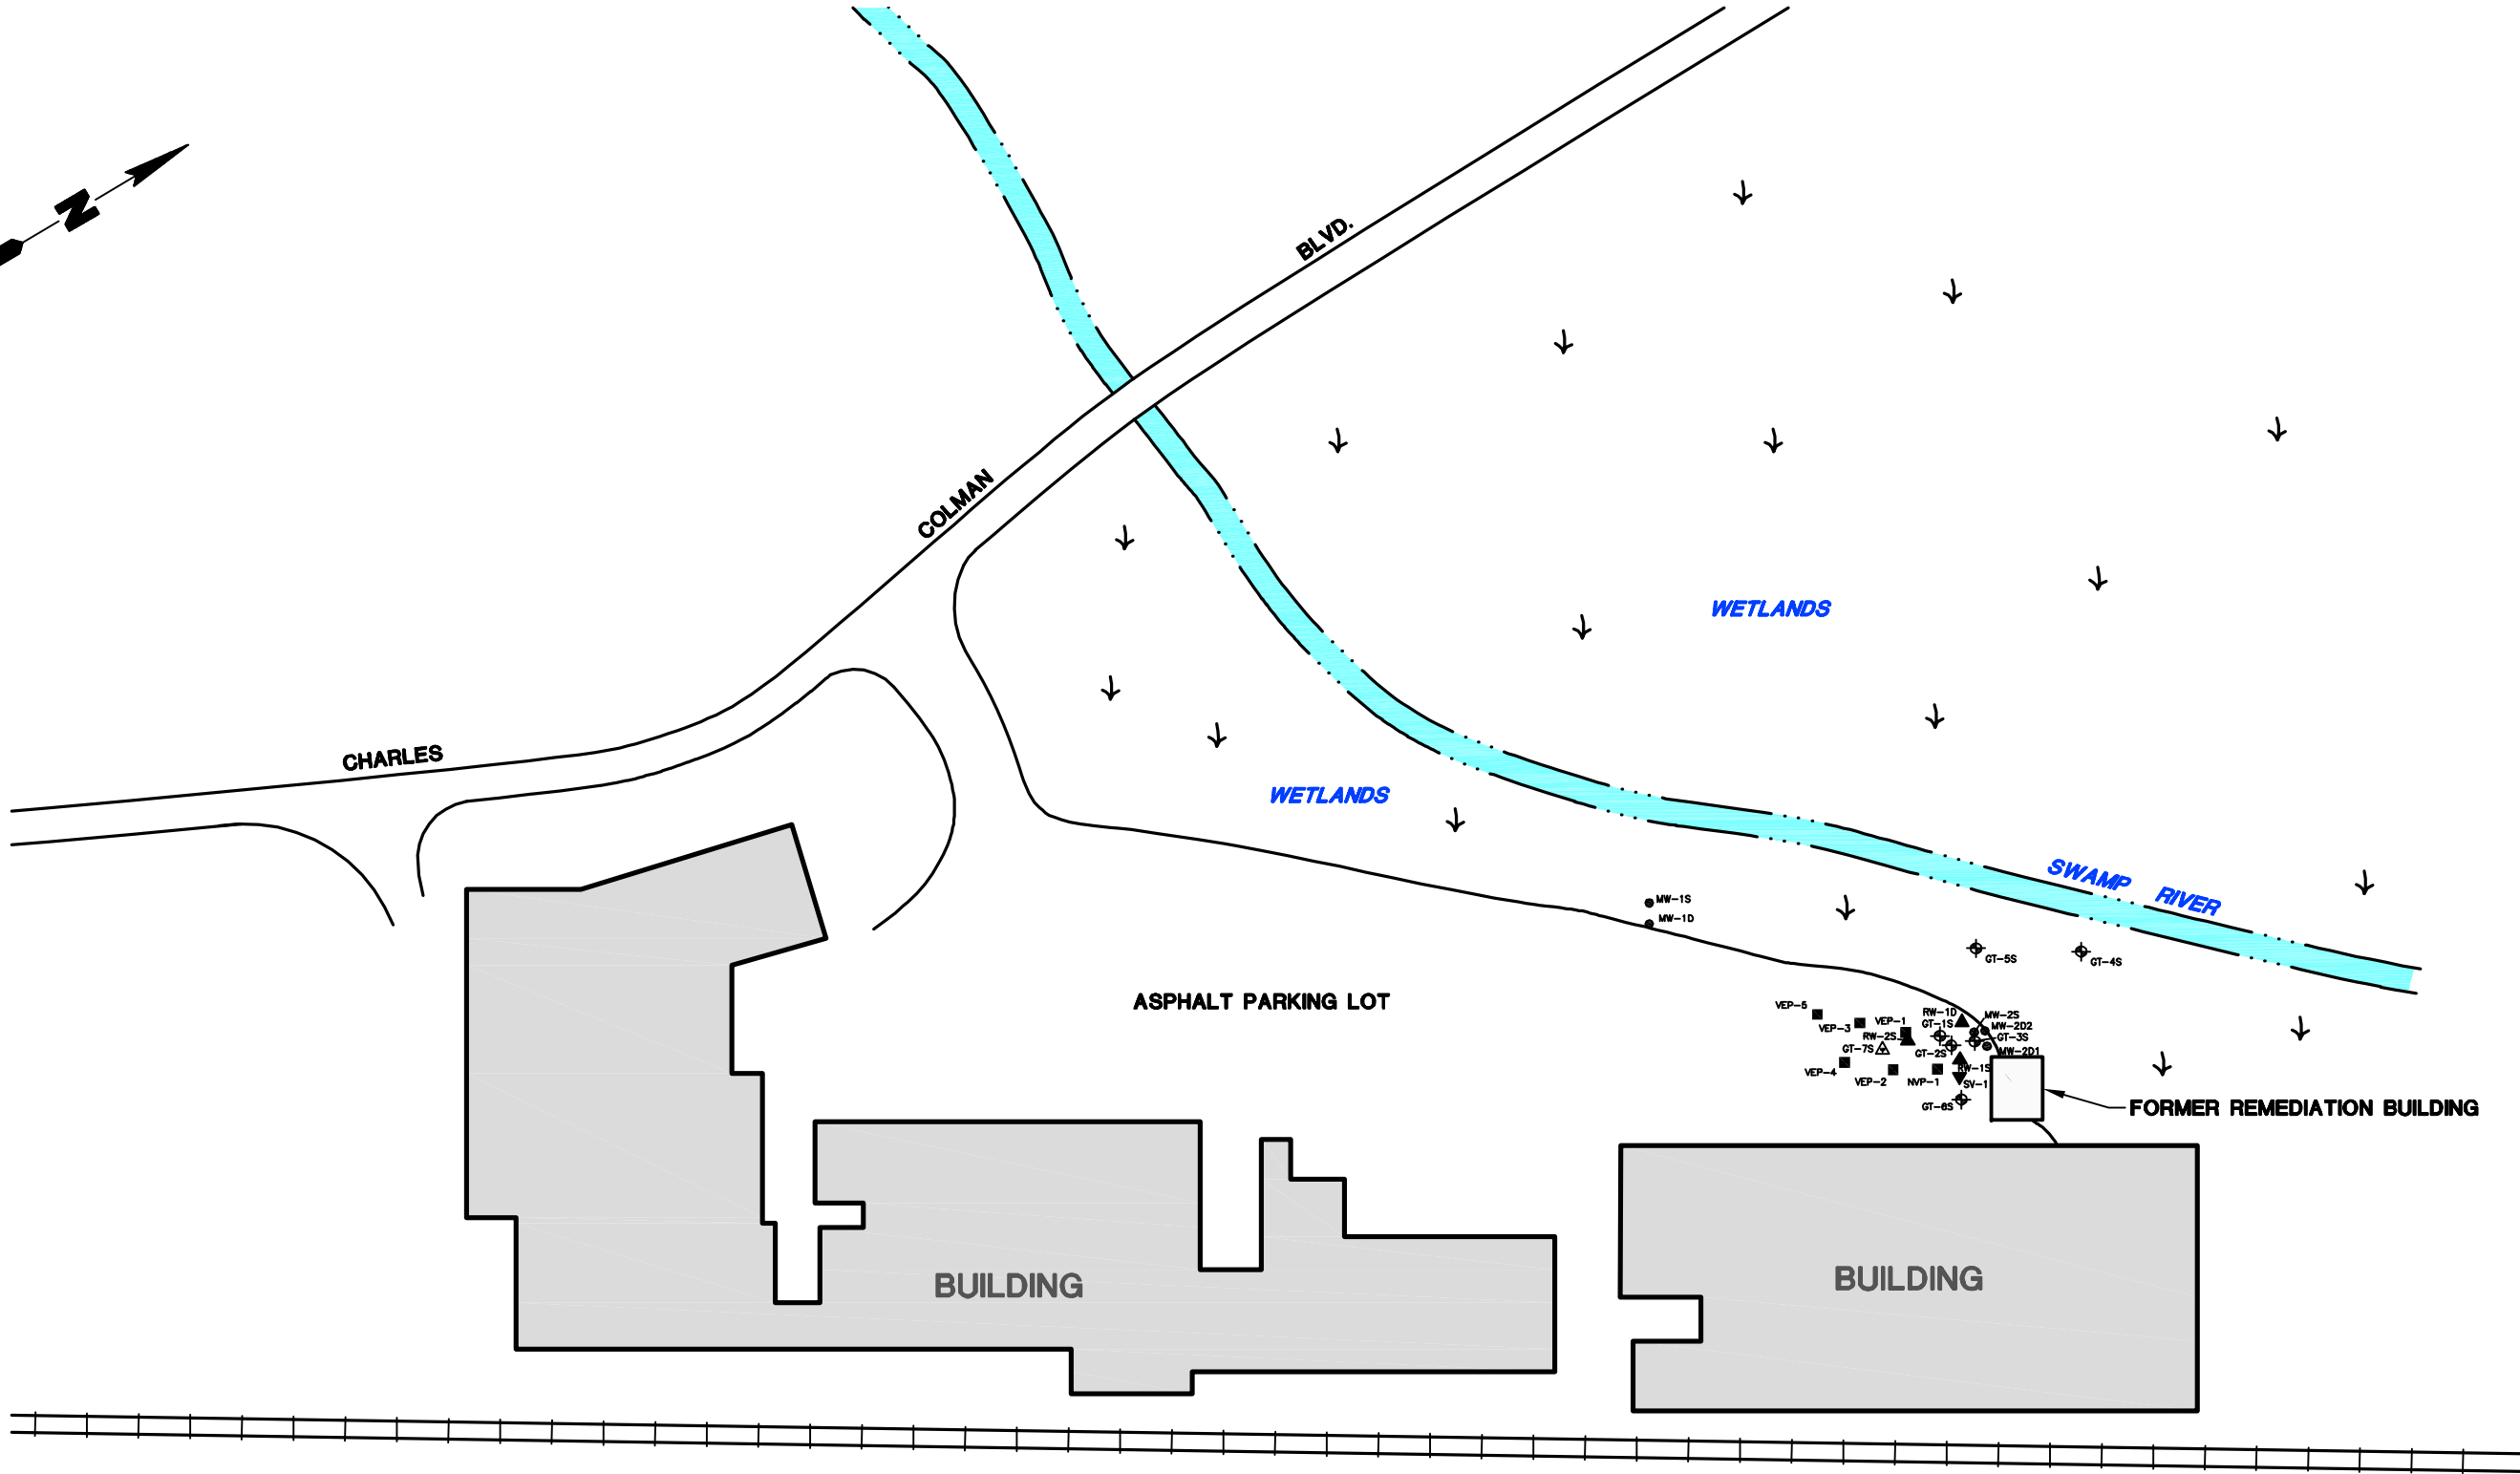 N
BLVD.
COLMAN
CHARLES
WETLANDS
WETLANDS
SWAMP RIVER
MW-1S
MW-1D
GT-5S
GT-4S
ASPHALT PARKING LOT
VEP-5
VEP-3
VEP-1
RW-1D
GT-1S
MW-2S
MW-2D2
RW-2S
GT-3S
GT-7S
GT-2S
MW-2D1
VEP-4
VEP-2
NVP-1
RW-1S
SV-1
GT-6S
FORMER REMEDIATION BUILDING
BUILDING
BUILDING